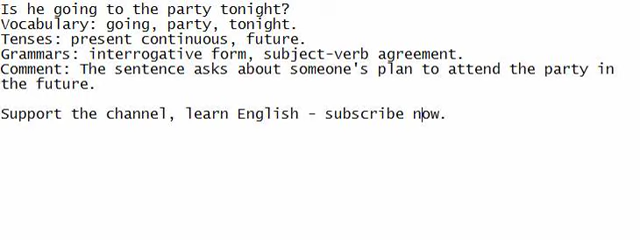 Is he going to the party tonight?
Vocabulary: going, party, tonight.
Tenses: present continuous, future.
Grammars: interrogative form, subject-verb agreement.
Comment: The sentence asks about someone's plan to attend the party in
the future.
Support the channel, learn English - subscribe now.